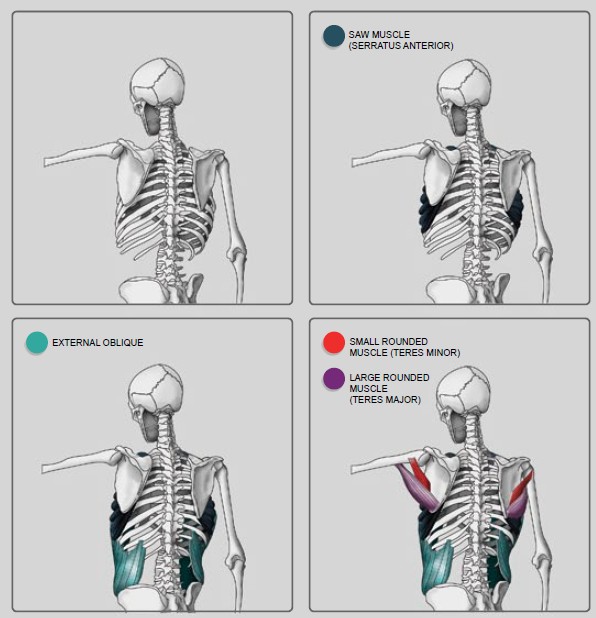 SAW MUSCLE
(SERRATUS ANTERIOR)
EXTERNAL OBLIQUE
SMALL ROUNDED
MUSCLE (TERES MINOR)
LARGE ROUNDED
MUSCLE
(TERES MAJOR)